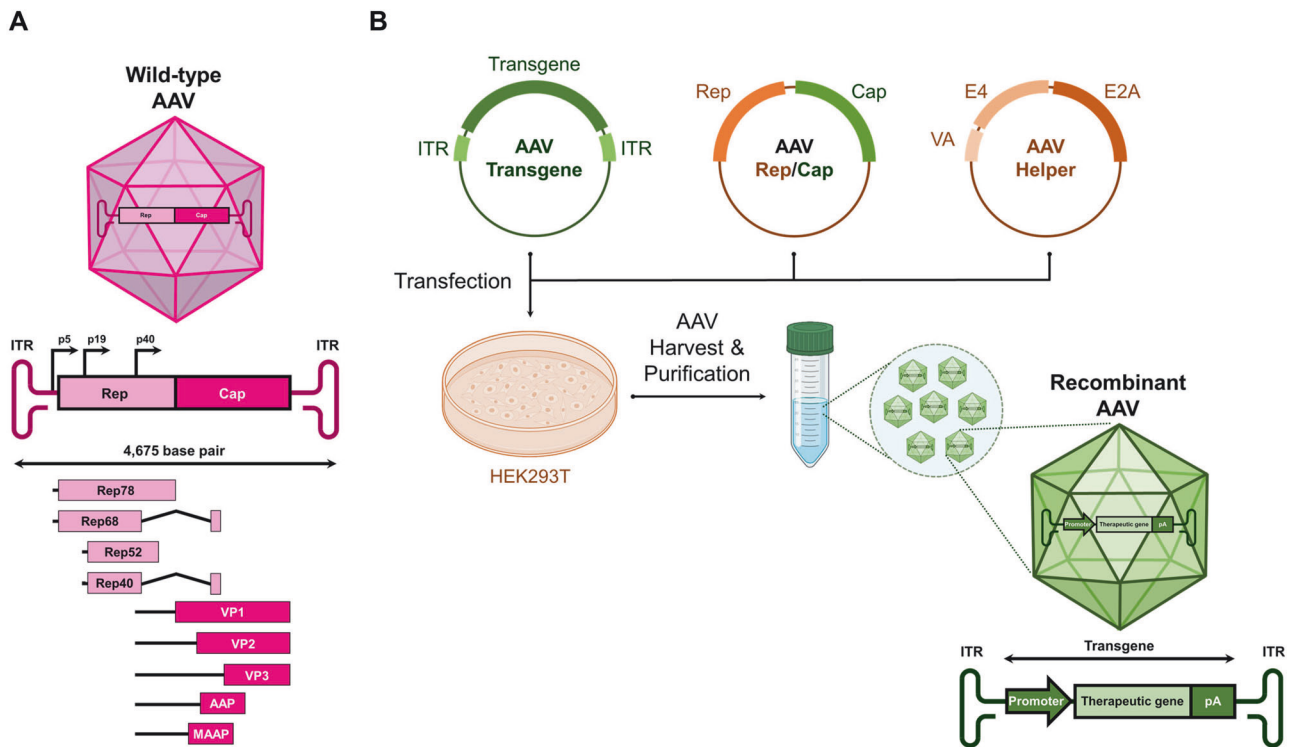 A
Wild-type
AAV
Rep
Cap
ITR
p5
p19
p40
ITR
Rep
Cap
4,675 base pair
Rep78
Rep68
Rep52
Rep40
VP1
VP2
VP3
AAP
MAAP
B
Transgene
ITR
ITR
AAV
Transgene
Rep
Cap
AAV
Rep/Cap
E4
E2A
VA
AAV
Helper
Transfection
HEK293T
AAV
Harvest &
Purification
Recombinant
AAV
Promoter
Therapeutic gene
pA
Transgene
ITR
ITR
Promoter
Therapeutic gene
pA